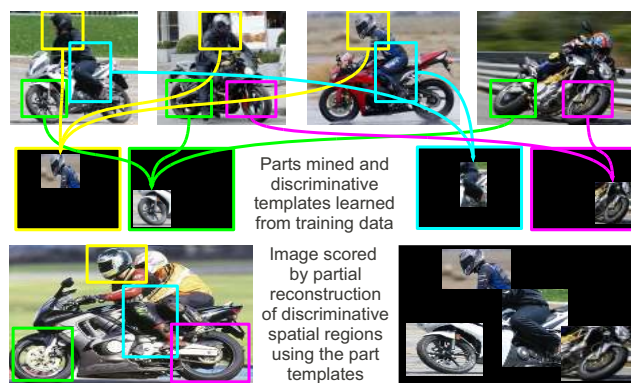 Parts mined and
discriminative
templates learned
from training data
Image scored
by partial
reconstruction
of discriminative
spatial regions
using the part
templates